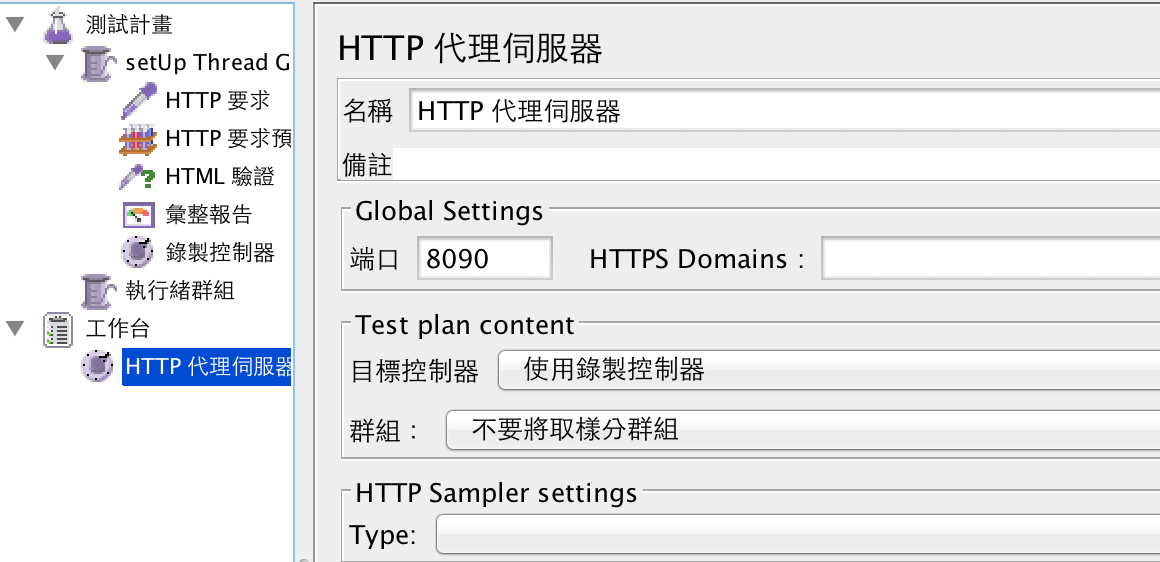 測試計畫
setUp Thread G
HTTP 要求
HTTP 要求預
HTML 驗證
彙整報告
錄製控制器
執行緒群組
工作台
HTTP 代理伺服器
HTTP 代理伺服器
名稱 HTTP 代理伺服器
備註
Global Settings
端口 8090 HTTPS Domains :
Test plan content
目標控制器 使用錄製控制器
群組： 不要將取樣分群組
HTTP Sampler settings
Type: